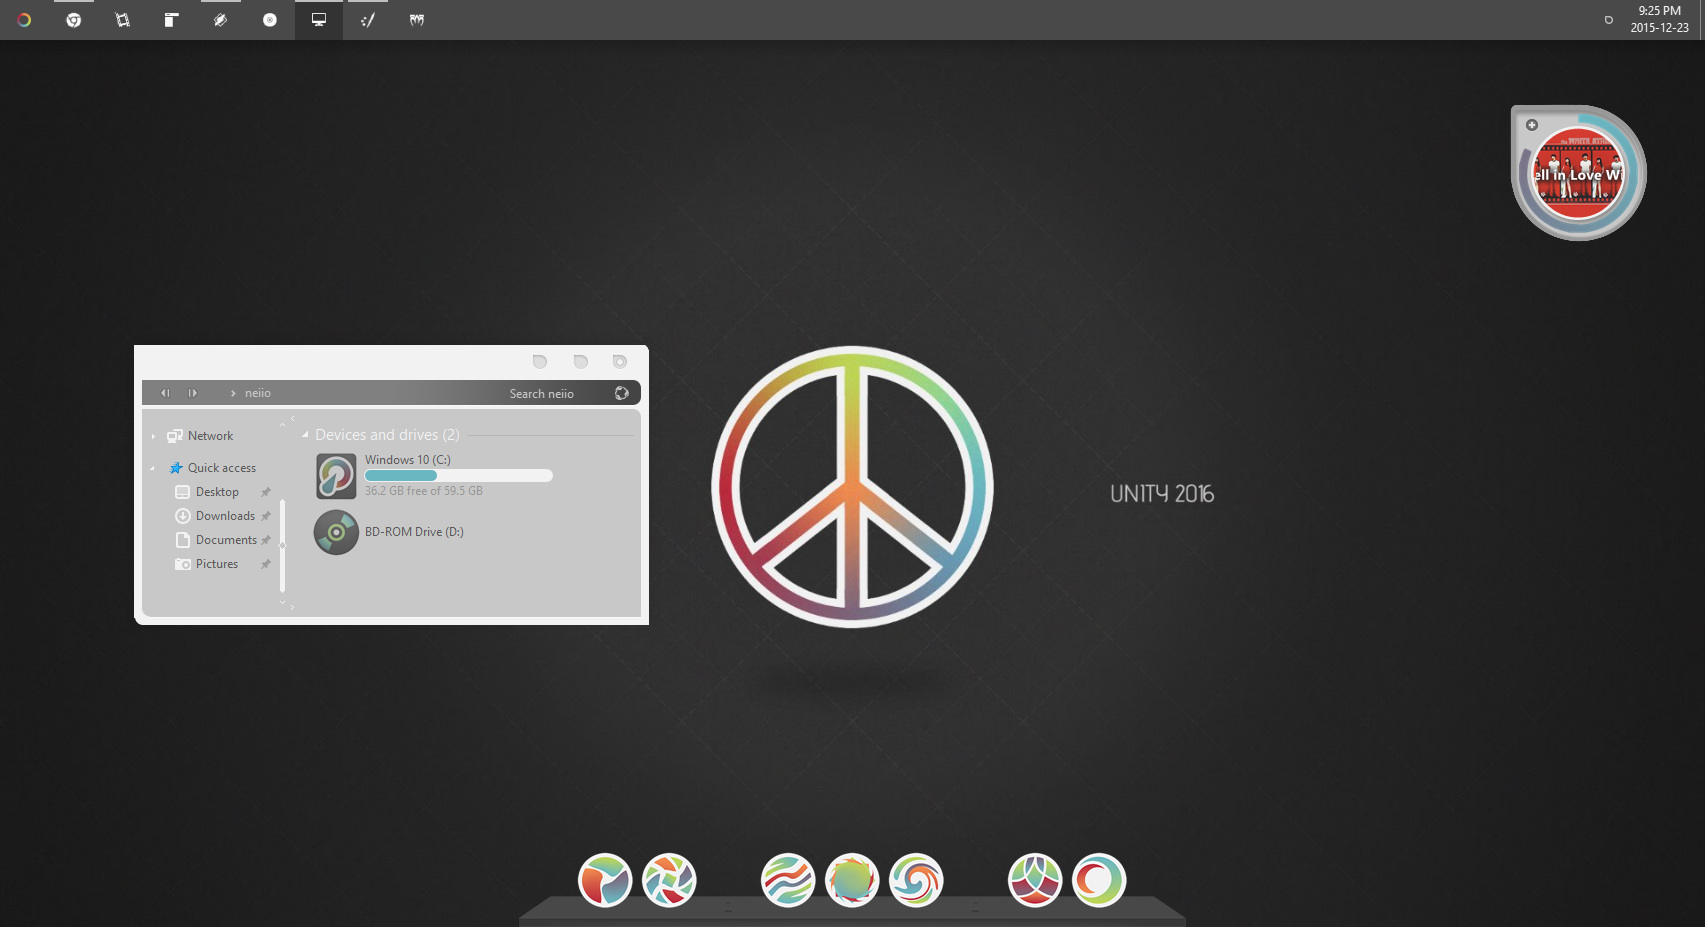 9:25 PM
2015-12-23
ell in Love Wi
neiio
Search neiio
Network
Quick access
Desktop
Downloads
Documents
Pictures
Devices and drives (2)
Windows 10 (C:)
36.2 GB free of 59.5 GB
BD-ROM Drive (D:)
UNITY 2016